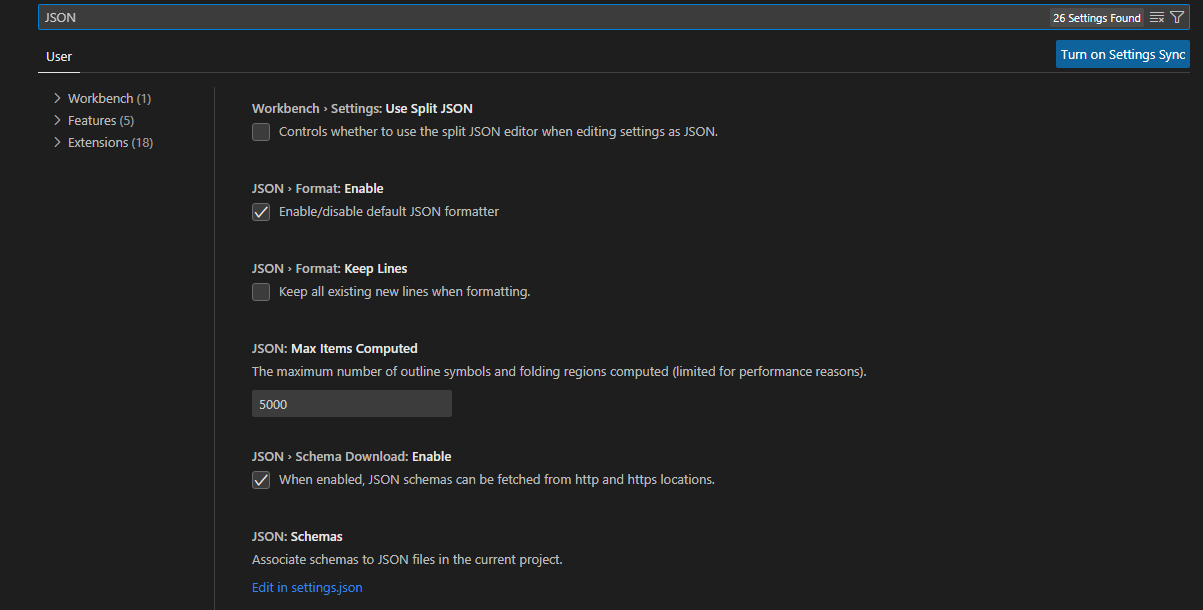 JSON
26 Settings Found
User
Turn on Settings Sync
Workbench (1)
Features (5)
Extensions (18)
Workbench › Settings: Use Split JSON
Controls whether to use the split JSON editor when editing settings as JSON.
JSON › Format: Enable
Enable/disable default JSON formatter
JSON › Format: Keep Lines
Keep all existing new lines when formatting.
JSON: Max Items Computed
The maximum number of outline symbols and folding regions computed (limited for performance reasons).
5000
JSON › Schema Download: Enable
When enabled, JSON schemas can be fetched from http and https locations.
JSON: Schemas
Associate schemas to JSON files in the current project.
Edit in settings.json